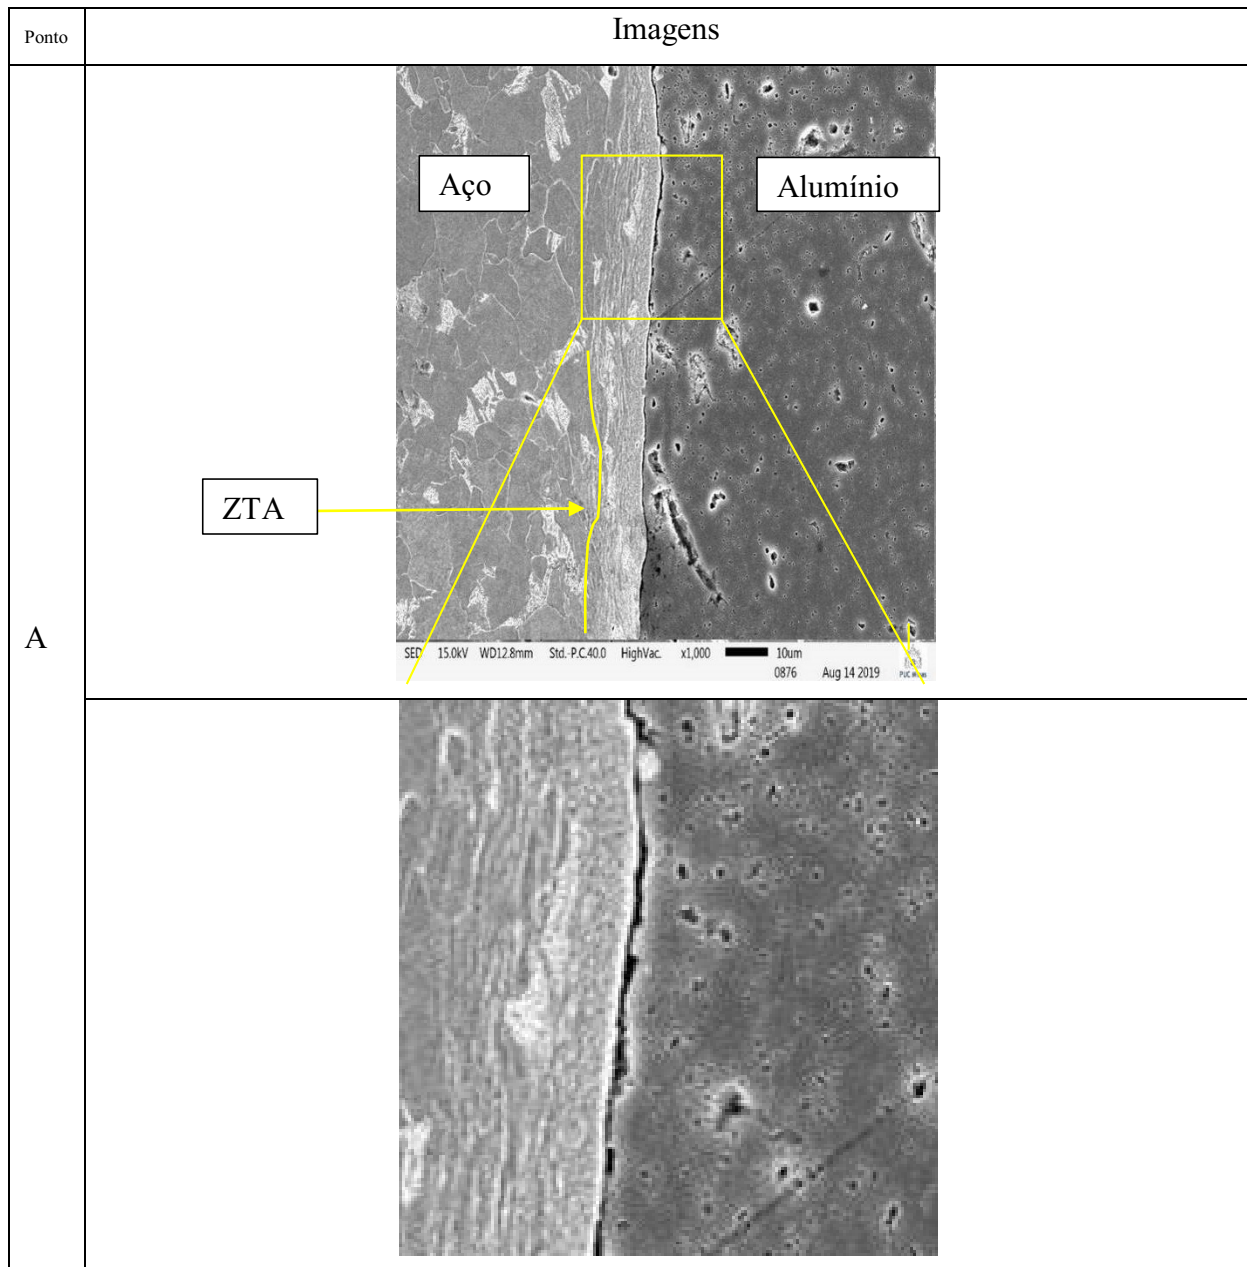 Ponto
Imagens
Aço
Alumínio
ZTA
A
SED 15.0kV WD12.8mm Std.-P.C.40.0 HighVac. x1,000 10um
0876 Aug 14 2019
PUC